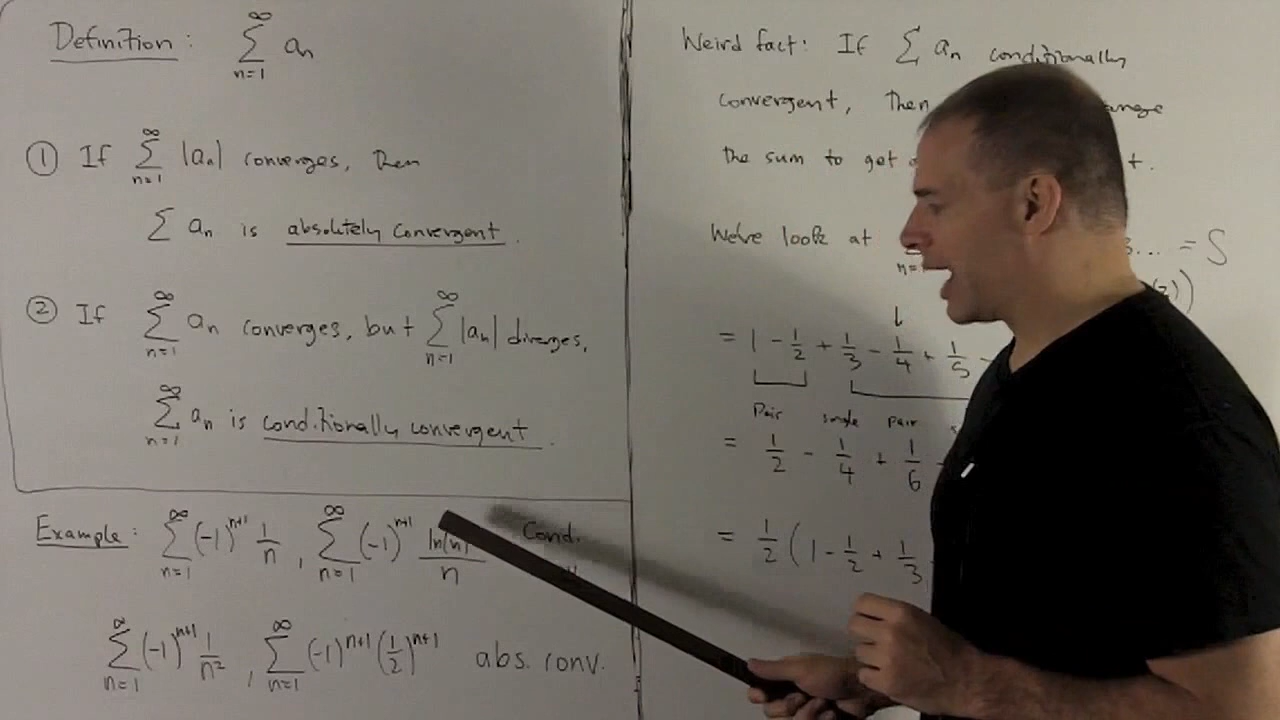 Definition: ∑_{n=1}^{∞} aₙ
① If ∑_{n=1}^{∞} |aₙ| converges, then
∑ aₙ is absolutely convergent.
② If ∑_{n=1}^{∞} aₙ converges, but ∑_{n=1}^{∞} |aₙ| diverges,
∑_{n=1}^{∞} aₙ is conditionally convergent.
Example: ∑_{n=1}^{∞} (-1)^{n+1} 1/n , ∑_{n=1}^{∞} (-1)^{n+1} ln(n)/n Cond.
∑_{n=1}^{∞} (-1)^{n+1} 1/n² , ∑_{n=1}^{∞} (-1)^{n+1} (1/2)^{n+1} abs. conv.
Weird fact: If ∑ aₙ conditionally
convergent, then
the sum to get
We've look at ... = S
= 1 - 1/2 + 1/3 - 1/4 + 1/5 -
Pair single pair
= 1/2 - 1/4 + 1/6
= 1/2 (1 - 1/2 + 1/3